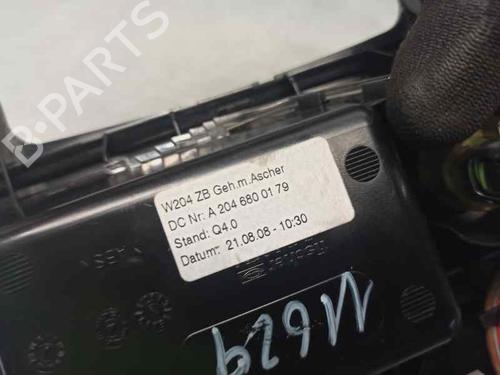 W204 ZB Geh.m.Ascher
DC Nr: A 204 680 01 79
Stand: Q4.0
Datum: 21.08.08 - 10:30
>ABS<